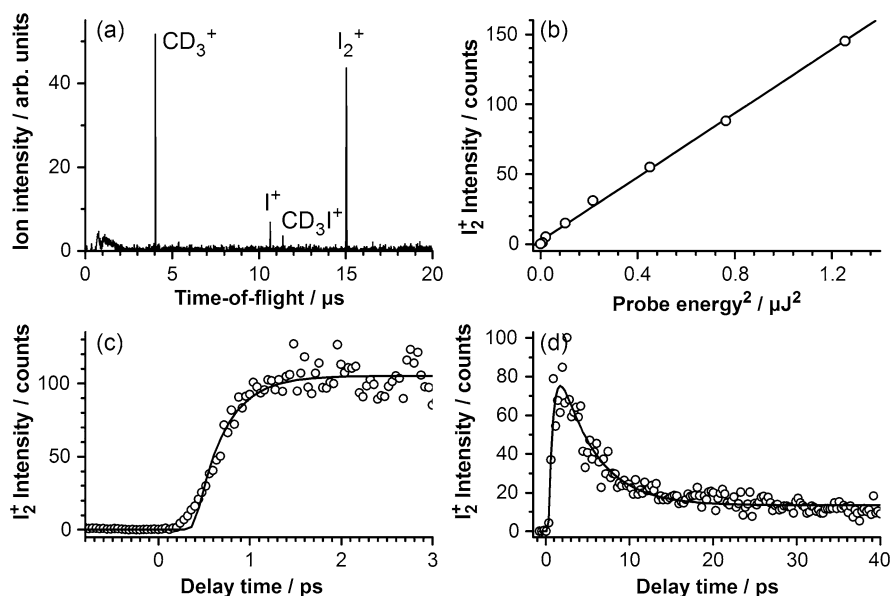 (a)
CD₃⁺
I₂⁺
I⁺
CD₃I⁺
Ion intensity / arb. units
40
20
0
0 5 10 15 20
Time-of-flight / µs
(b)
I₂⁺ Intensity / counts
150
100
50
0
0.0 0.4 0.8 1.2
Probe energy² / µJ²
(c)
I₂⁺ Intensity / counts
100
50
0
0 1 2 3
Delay time / ps
(d)
I₂⁺ Intensity / counts
100
80
60
40
20
0
0 10 20 30 40
Delay time / ps